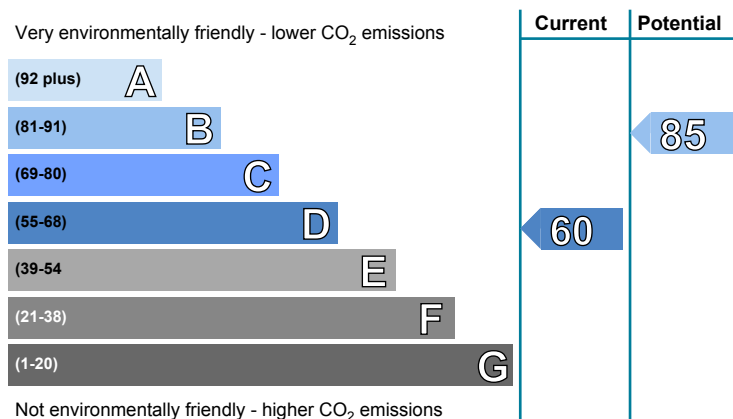 Very environmentally friendly - lower CO2 emissions
Current
Potential
(92 plus) A
(81-91) B
85
(69-80) C
(55-68) D
60
(39-54 E
(21-38) F
(1-20) G
Not environmentally friendly - higher CO2 emissions